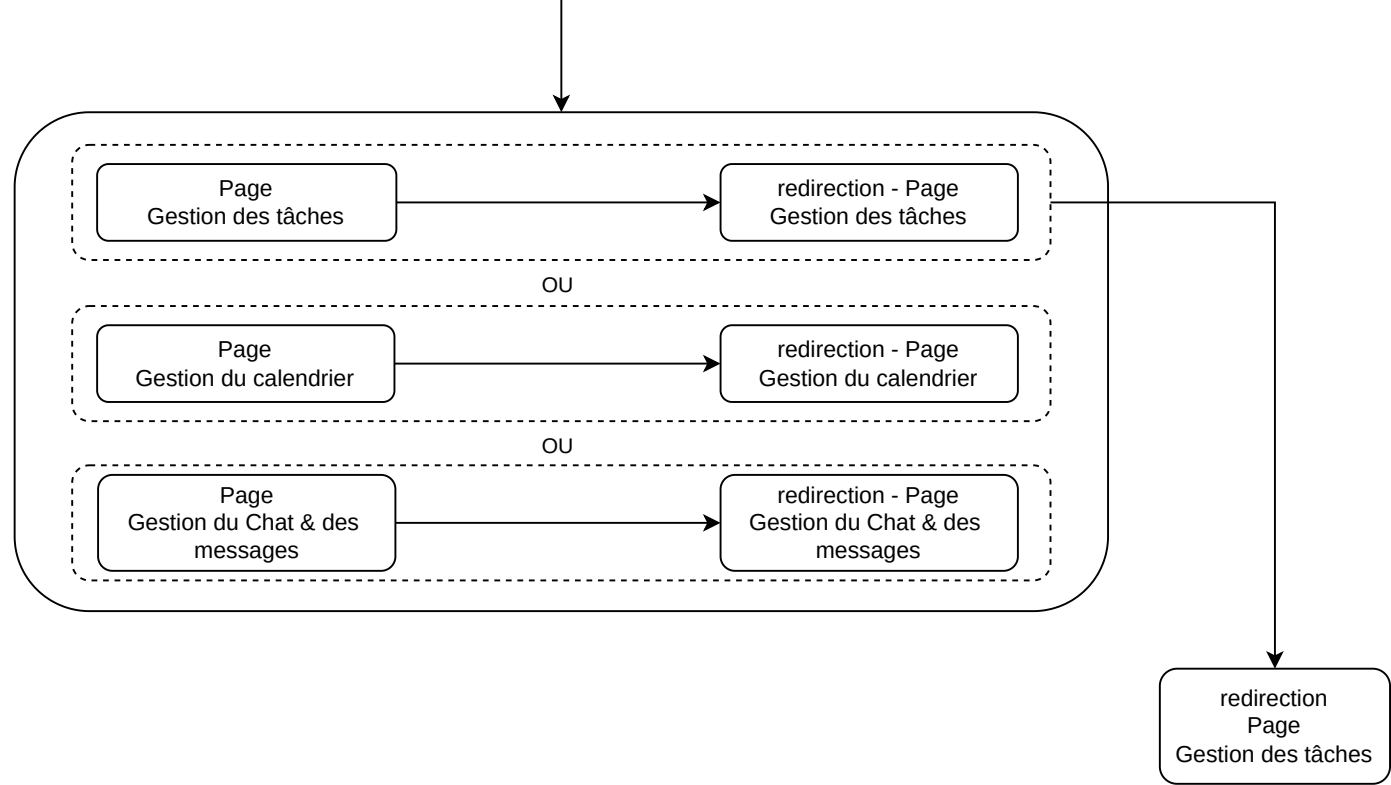 Page
Gestion des tâches
redirection - Page
Gestion des tâches
OU
Page
Gestion du calendrier
redirection - Page
Gestion du calendrier
OU
Page
Gestion du Chat & des
messages
redirection - Page
Gestion du Chat & des
messages
redirection
Page
Gestion des tâches